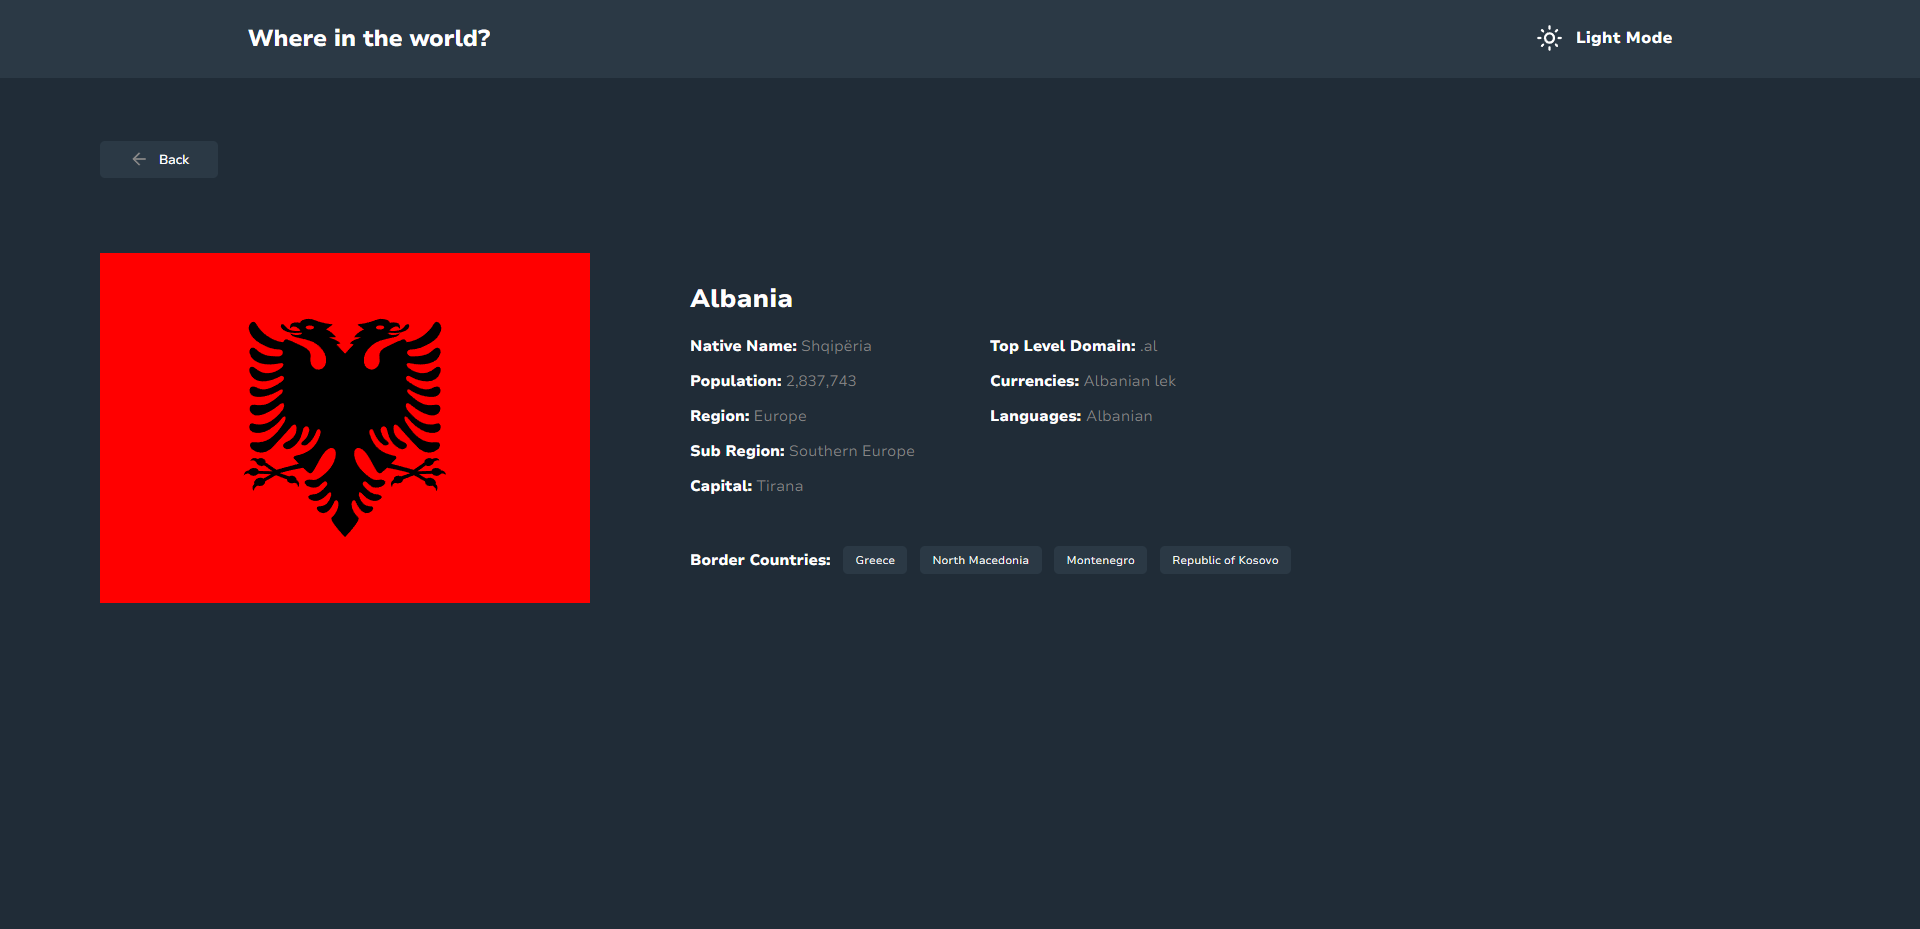 Where in the world?
Light Mode
Back
Albania
Native Name: Shqipëria
Population: 2,837,743
Region: Europe
Sub Region: Southern Europe
Capital: Tirana
Top Level Domain: .al
Currencies: Albanian lek
Languages: Albanian
Border Countries: Greece North Macedonia Montenegro Republic of Kosovo